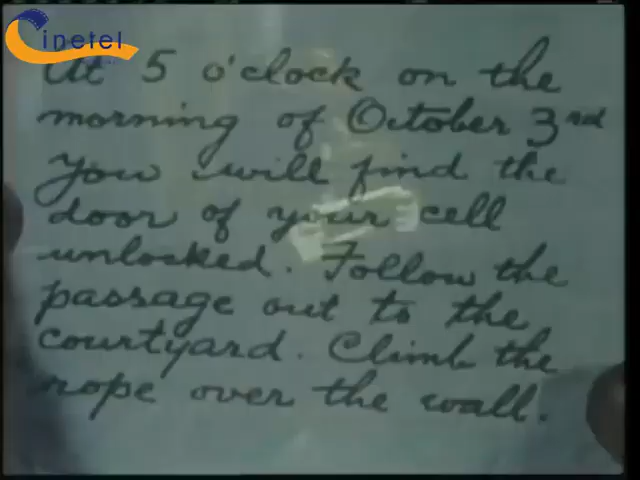 Cinetel
At 5 o'clock on the
morning of October 3rd
you will find the
door of your cell
unlocked. Follow the
passage out to the
courtyard. Climb the
rope over the wall.